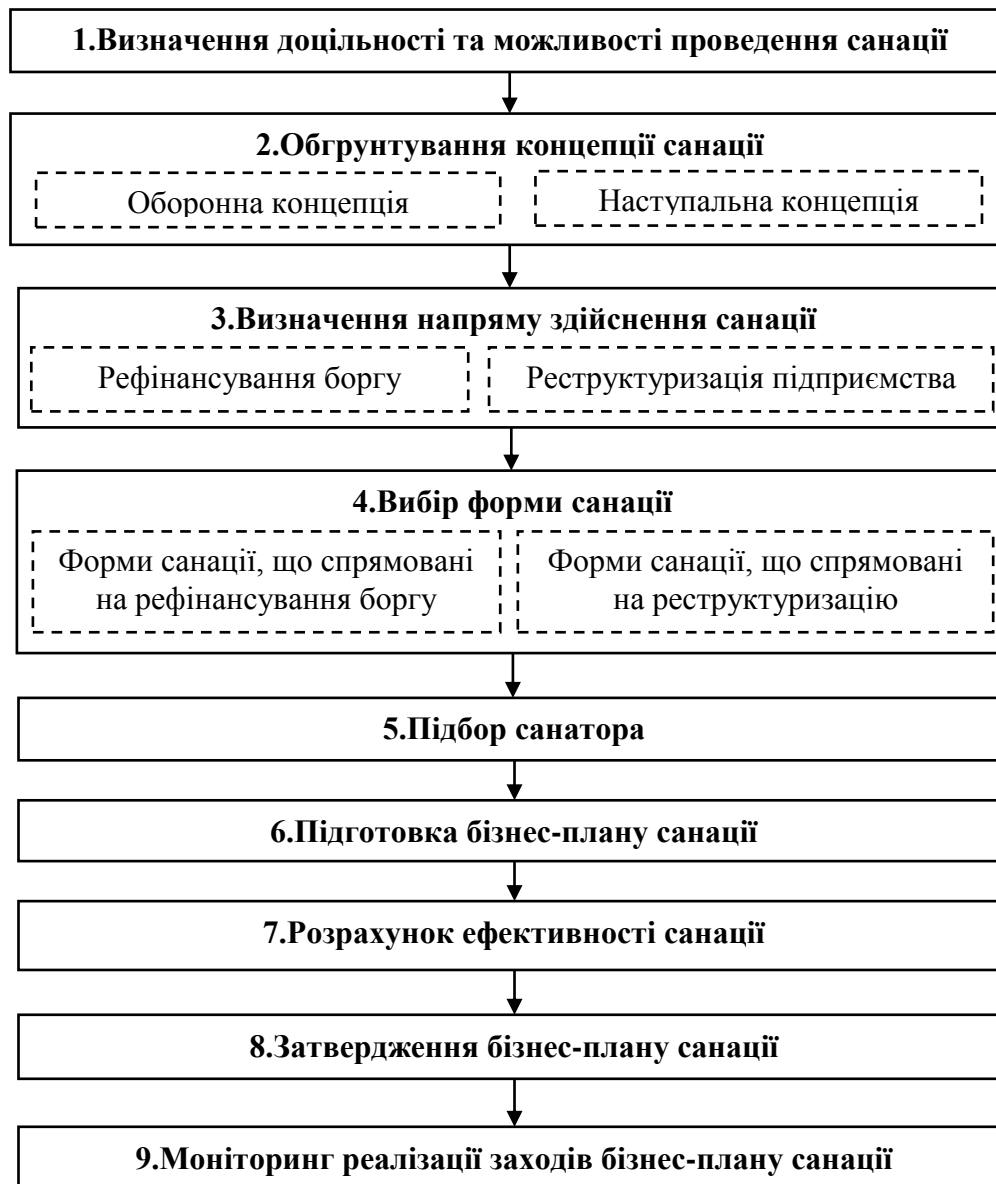 1.Визначення доцільності та можливості проведення санації
2.Обгрунтування концепції санації
Оборонна концепція
Наступальна концепція
3.Визначення напряму здійснення санації
Рефінансування боргу
Реструктуризація підприємства
4.Вибір форми санації
Форми санації, що спрямовані
на рефінансування боргу
Форми санації, що спрямовані
на реструктуризацію
5.Підбор санатора
6.Підготовка бізнес-плану санації
7.Розрахунок ефективності санації
8.Затвердження бізнес-плану санації
9.Моніторинг реалізації заходів бізнес-плану санації